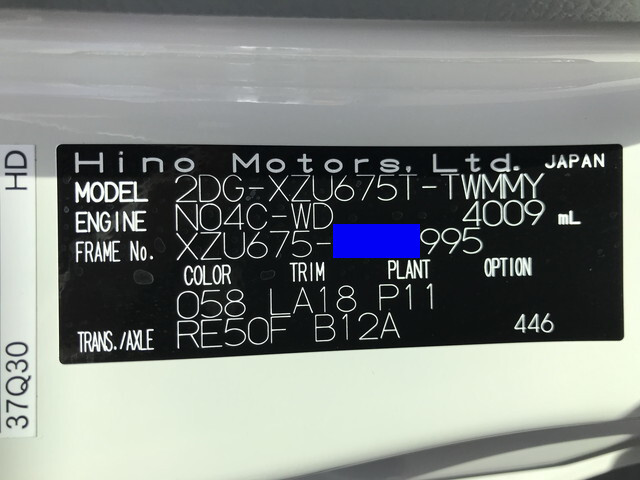 Hino Motors, Ltd. JAPAN
MODEL 2DG-XZU675T-TWMMY
ENGINE N04C-WD 4009 mL
FRAME No. XZU675- 995
COLOR TRIM PLANT OPTION
058 LA18 P11
TRANS./AXLE RE50F B12A 446
HD
37Q30